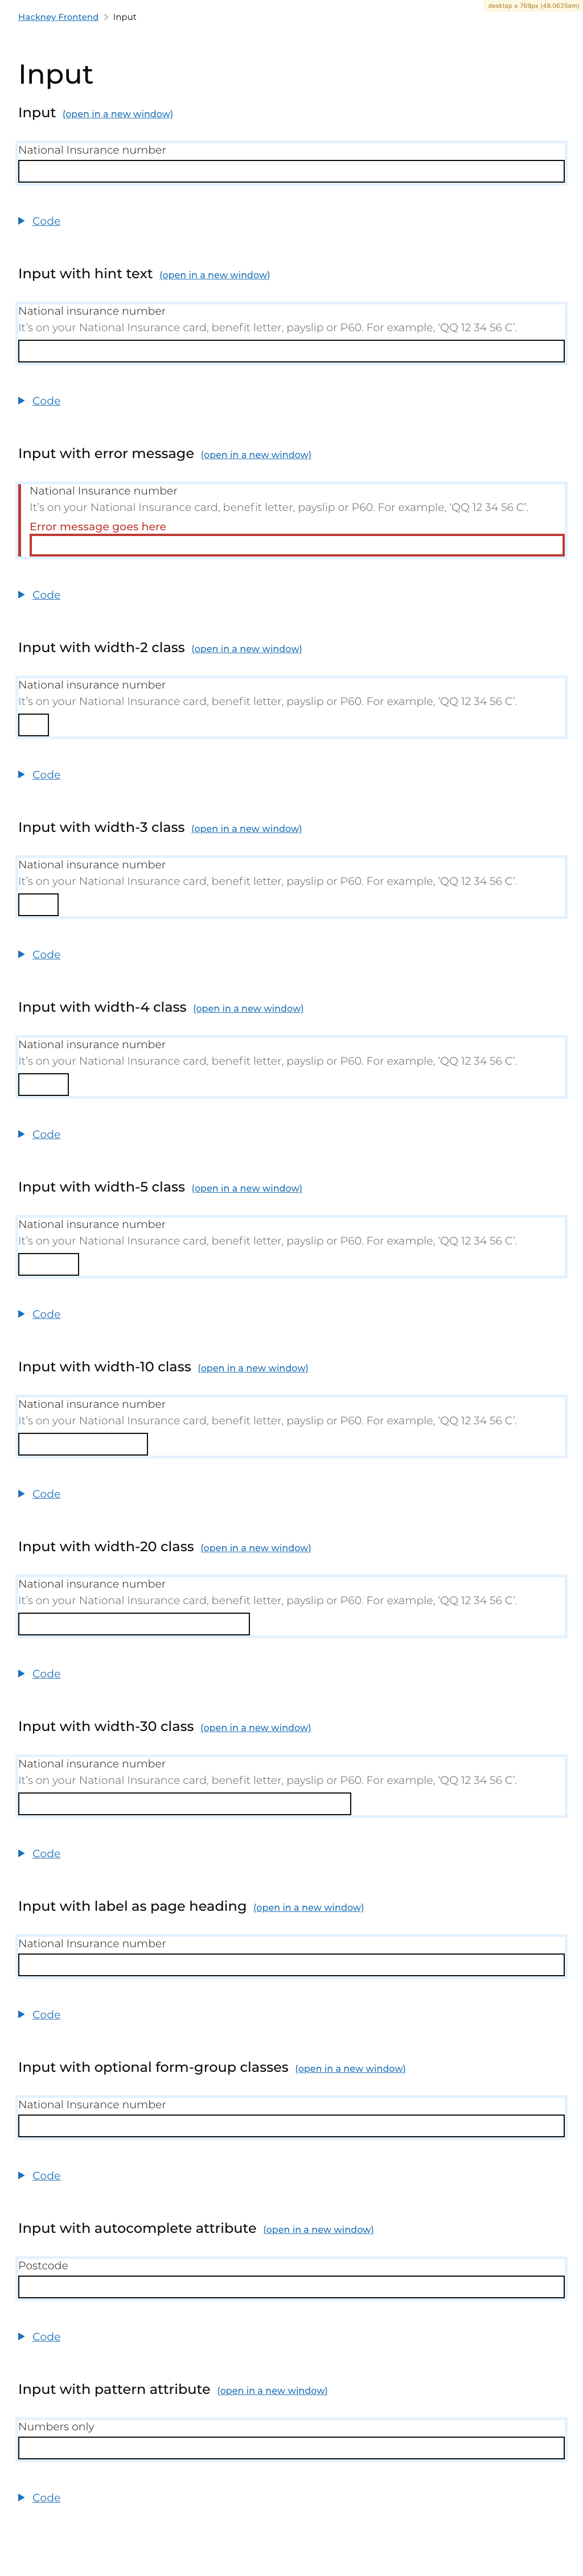 Hackney Frontend > Input
desktop ≥ 769px (48.0625em)
Input
Input (open in a new window)
National Insurance number
Code
Input with hint text (open in a new window)
National insurance number
It's on your National Insurance card, benefit letter, payslip or P60. For example, ‘QQ 12 34 56 C’.
Code
Input with error message (open in a new window)
National Insurance number
It's on your National Insurance card, benefit letter, payslip or P60. For example, ‘QQ 12 34 56 C’.
Error message goes here
Code
Input with width-2 class (open in a new window)
National insurance number
It's on your National Insurance card, benefit letter, payslip or P60. For example, ‘QQ 12 34 56 C’.
Code
Input with width-3 class (open in a new window)
National insurance number
It's on your National Insurance card, benefit letter, payslip or P60. For example, ‘QQ 12 34 56 C’.
Code
Input with width-4 class (open in a new window)
National insurance number
It's on your National Insurance card, benefit letter, payslip or P60. For example, ‘QQ 12 34 56 C’.
Code
Input with width-5 class (open in a new window)
National insurance number
It's on your National Insurance card, benefit letter, payslip or P60. For example, ‘QQ 12 34 56 C’.
Code
Input with width-10 class (open in a new window)
National insurance number
It's on your National Insurance card, benefit letter, payslip or P60. For example, ‘QQ 12 34 56 C’.
Code
Input with width-20 class (open in a new window)
National insurance number
It's on your National Insurance card, benefit letter, payslip or P60. For example, ‘QQ 12 34 56 C’.
Code
Input with width-30 class (open in a new window)
National insurance number
It's on your National Insurance card, benefit letter, payslip or P60. For example, ‘QQ 12 34 56 C’.
Code
Input with label as page heading (open in a new window)
National Insurance number
Code
Input with optional form-group classes (open in a new window)
National Insurance number
Code
Input with autocomplete attribute (open in a new window)
Postcode
Code
Input with pattern attribute (open in a new window)
Numbers only
Code